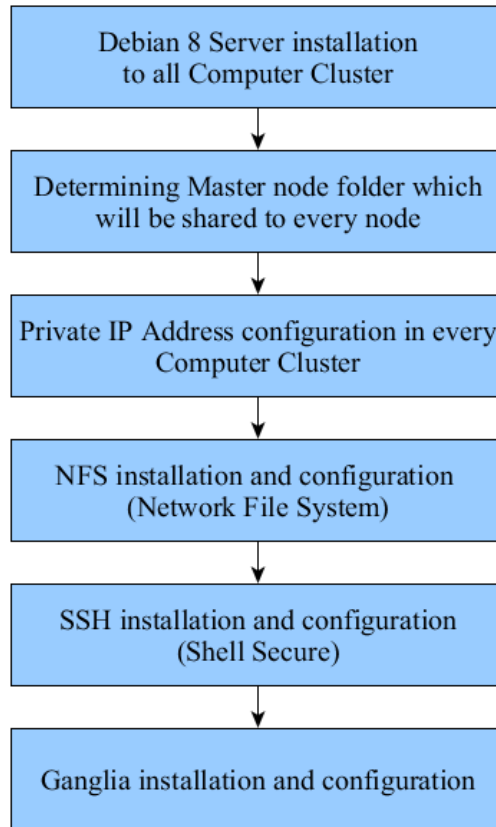 Debian 8 Server installation
to all Computer Cluster
Determining Master node folder which
will be shared to every node
Private IP Address configuration in every
Computer Cluster
NFS installation and configuration
(Network File System)
SSH installation and configuration
(Shell Secure)
Ganglia installation and configuration